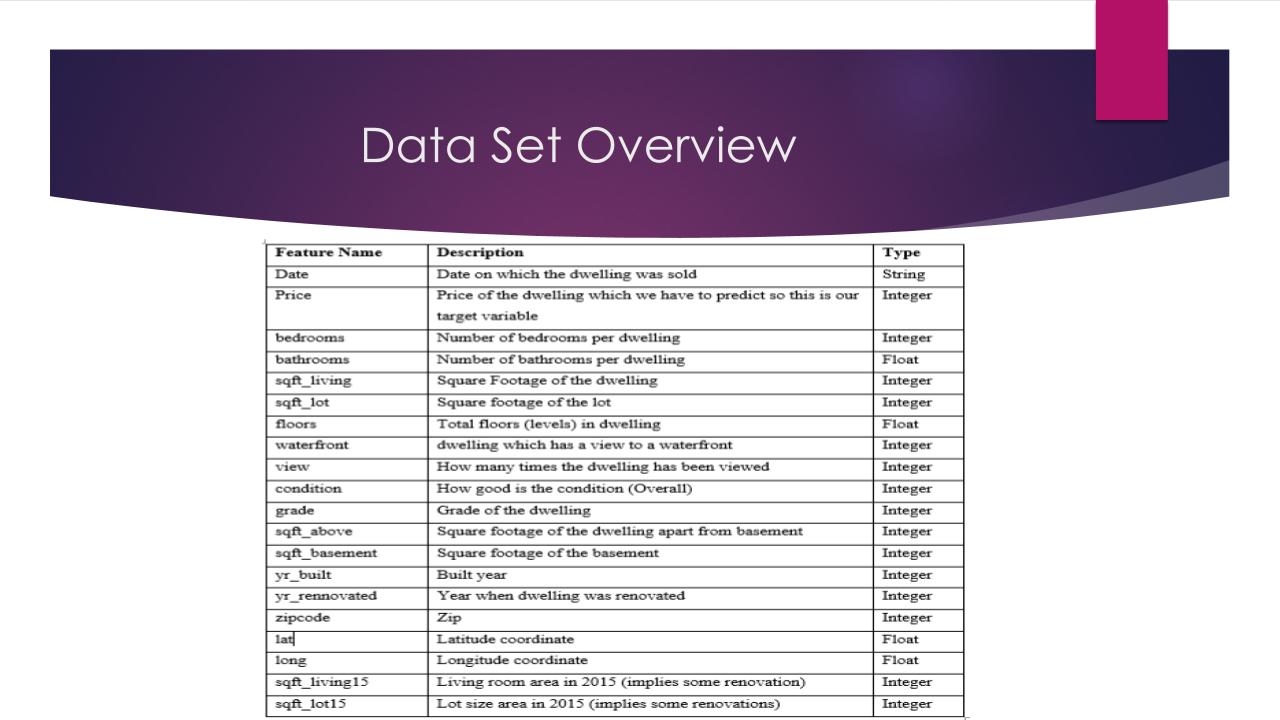 Data Set Overview
Feature Name Description Type
Date Date on which the dwelling was sold String
Price Price of the dwelling which we have to predict so this is our Integer
target variable
bedrooms Number of bedrooms per dwelling Integer
bathrooms Number of bathrooms per dwelling Float
sqft_living Square Footage of the dwelling Integer
sqft_lot Square footage of the lot Integer
floors Total floors (levels) in dwelling Float
waterfront dwelling which has a view to a waterfront Integer
view How many times the dwelling has been viewed Integer
condition How good is the condition (Overall) Integer
grade Grade of the dwelling Integer
sqft_above Square footage of the dwelling apart from basement Integer
sqft_basement Square footage of the basement Integer
yr_built Built year Integer
yr_rennovated Year when dwelling was renovated Integer
zipcode Zip Integer
lat Latitude coordinate Float
long Longitude coordinate Float
sqft_living15 Living room area in 2015 (implies some renovation) Integer
sqft_lot15 Lot size area in 2015 (implies some renovations) Integer